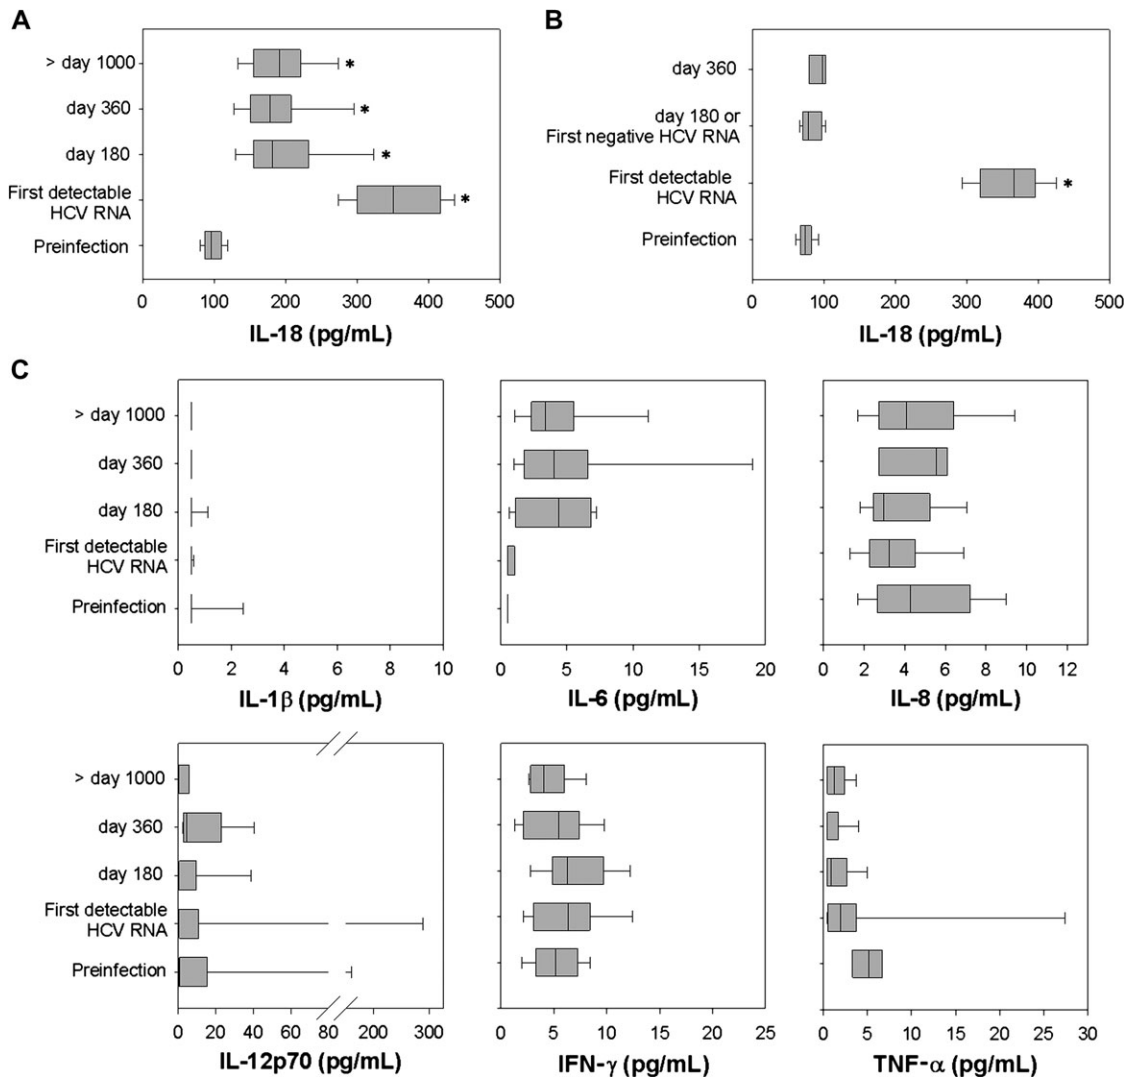 A
> day 1000
day 360
day 180
First detectable
HCV RNA
Preinfection
*
*
*
*
0 100 200 300 400 500
IL-18 (pg/mL)
B
day 360
day 180 or
First negative HCV RNA
First detectable
HCV RNA
Preinfection
*
0 100 200 300 400 500
IL-18 (pg/mL)
C
> day 1000
day 360
day 180
First detectable
HCV RNA
Preinfection
0 2 4 6 8 10
IL-1β (pg/mL)
0 5 10 15 20
IL-6 (pg/mL)
0 2 4 6 8 10 12
IL-8 (pg/mL)
> day 1000
day 360
day 180
First detectable
HCV RNA
Preinfection
0 20 40 60 80 200 300
IL-12p70 (pg/mL)
0 5 10 15 20 25
IFN-γ (pg/mL)
0 5 10 15 20 25 30
TNF-α (pg/mL)